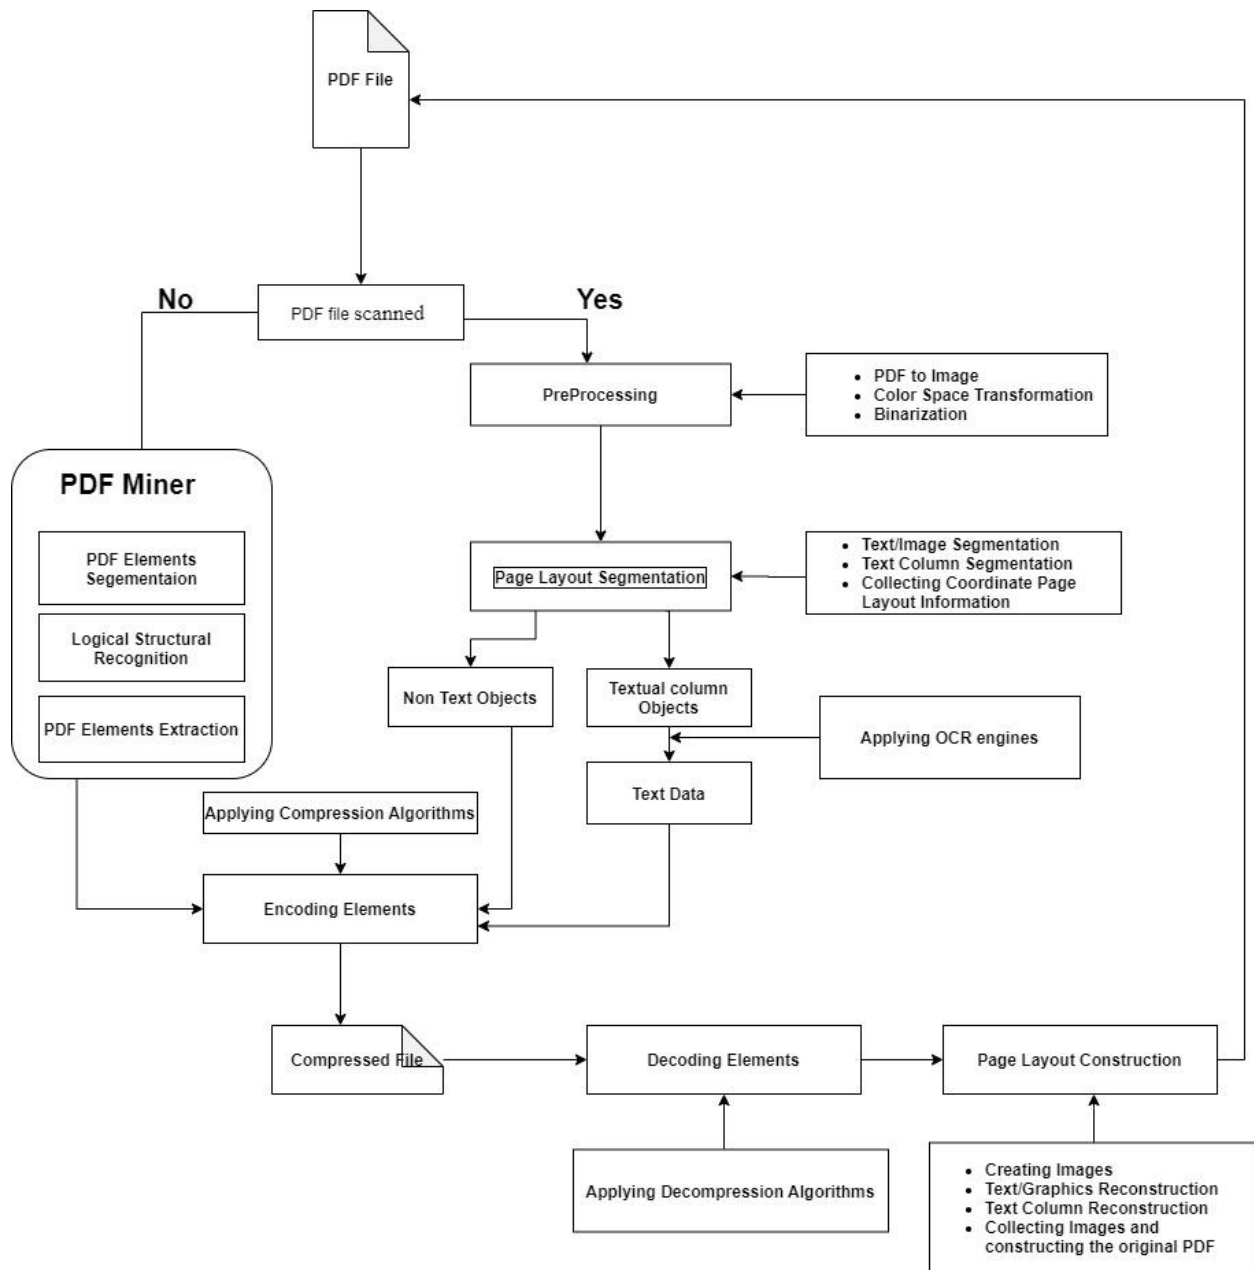 PDF File
No
Yes
PDF file scanned
PreProcessing
• PDF to Image
• Color Space Transformation
• Binarization
PDF Miner
PDF Elements
Segementaion
Logical Structural
Recognition
PDF Elements Extraction
Page Layout Segmentation
• Text/Image Segmentation
• Text Column Segmentation
• Collecting Coordinate Page
Layout Information
Non Text Objects
Textual column
Objects
Applying OCR engines
Text Data
Applying Compression Algorithms
Encoding Elements
Compressed File
Decoding Elements
Page Layout Construction
Applying Decompression Algorithms
• Creating Images
• Text/Graphics Reconstruction
• Text Column Reconstruction
• Collecting Images and
constructing the original PDF